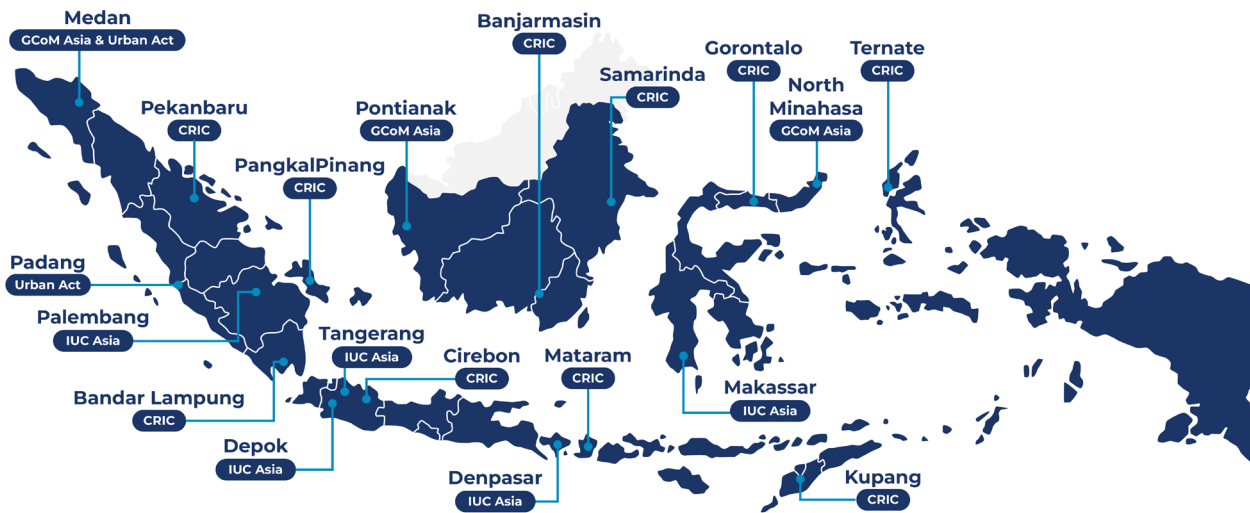 Medan
GCoM Asia & Urban Act
Banjarmasin
CRIC
Gorontalo
CRIC
Ternate
CRIC
Samarinda
CRIC
North
Minahasa
GCoM Asia
Pekanbaru
CRIC
Pontianak
GCoM Asia
PangkalPinang
CRIC
Padang
Urban Act
Palembang
IUC Asia
Tangerang
IUC Asia
Cirebon
CRIC
Mataram
CRIC
Makassar
IUC Asia
Bandar Lampung
CRIC
Depok
IUC Asia
Denpasar
IUC Asia
Kupang
CRIC